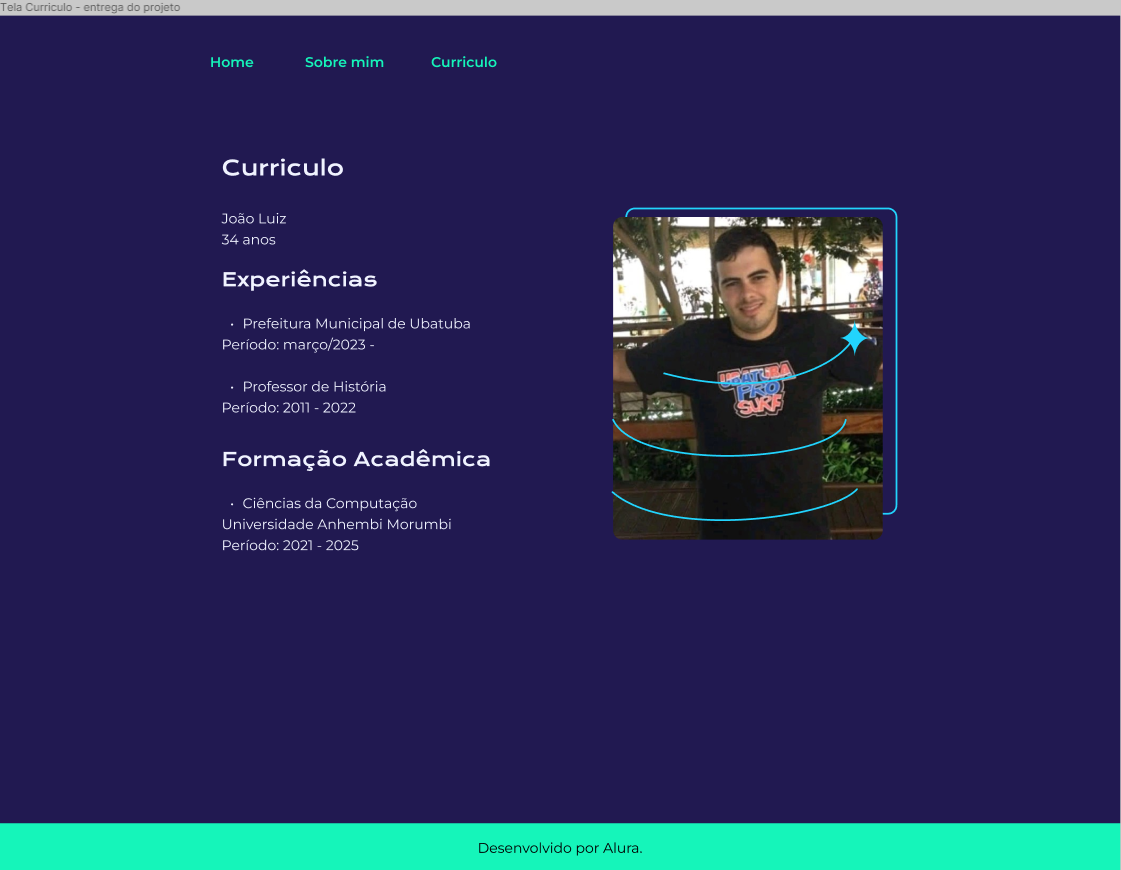 Tela Curriculo - entrega do projeto
Home Sobre mim Curriculo
Curriculo
João Luiz
34 anos
Experiências
• Prefeitura Municipal de Ubatuba
Período: março/2023 -
• Professor de História
Período: 2011 - 2022
Formação Acadêmica
• Ciências da Computação
Universidade Anhembi Morumbi
Período: 2021 - 2025
UBATUBA
PRO
SURF
Desenvolvido por Alura.